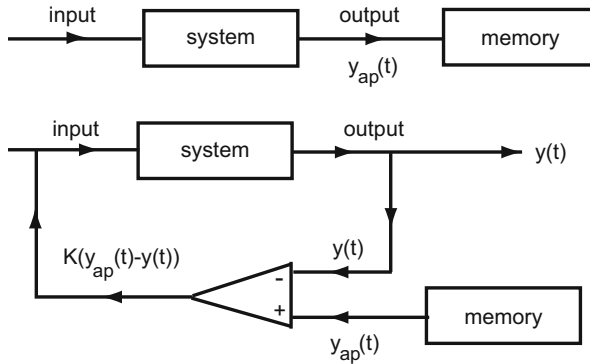 input
system
output
memory
y_ap(t)
input
system
output
y(t)
K(y_ap(t)-y(t))
y(t)
-
+
memory
y_ap(t)